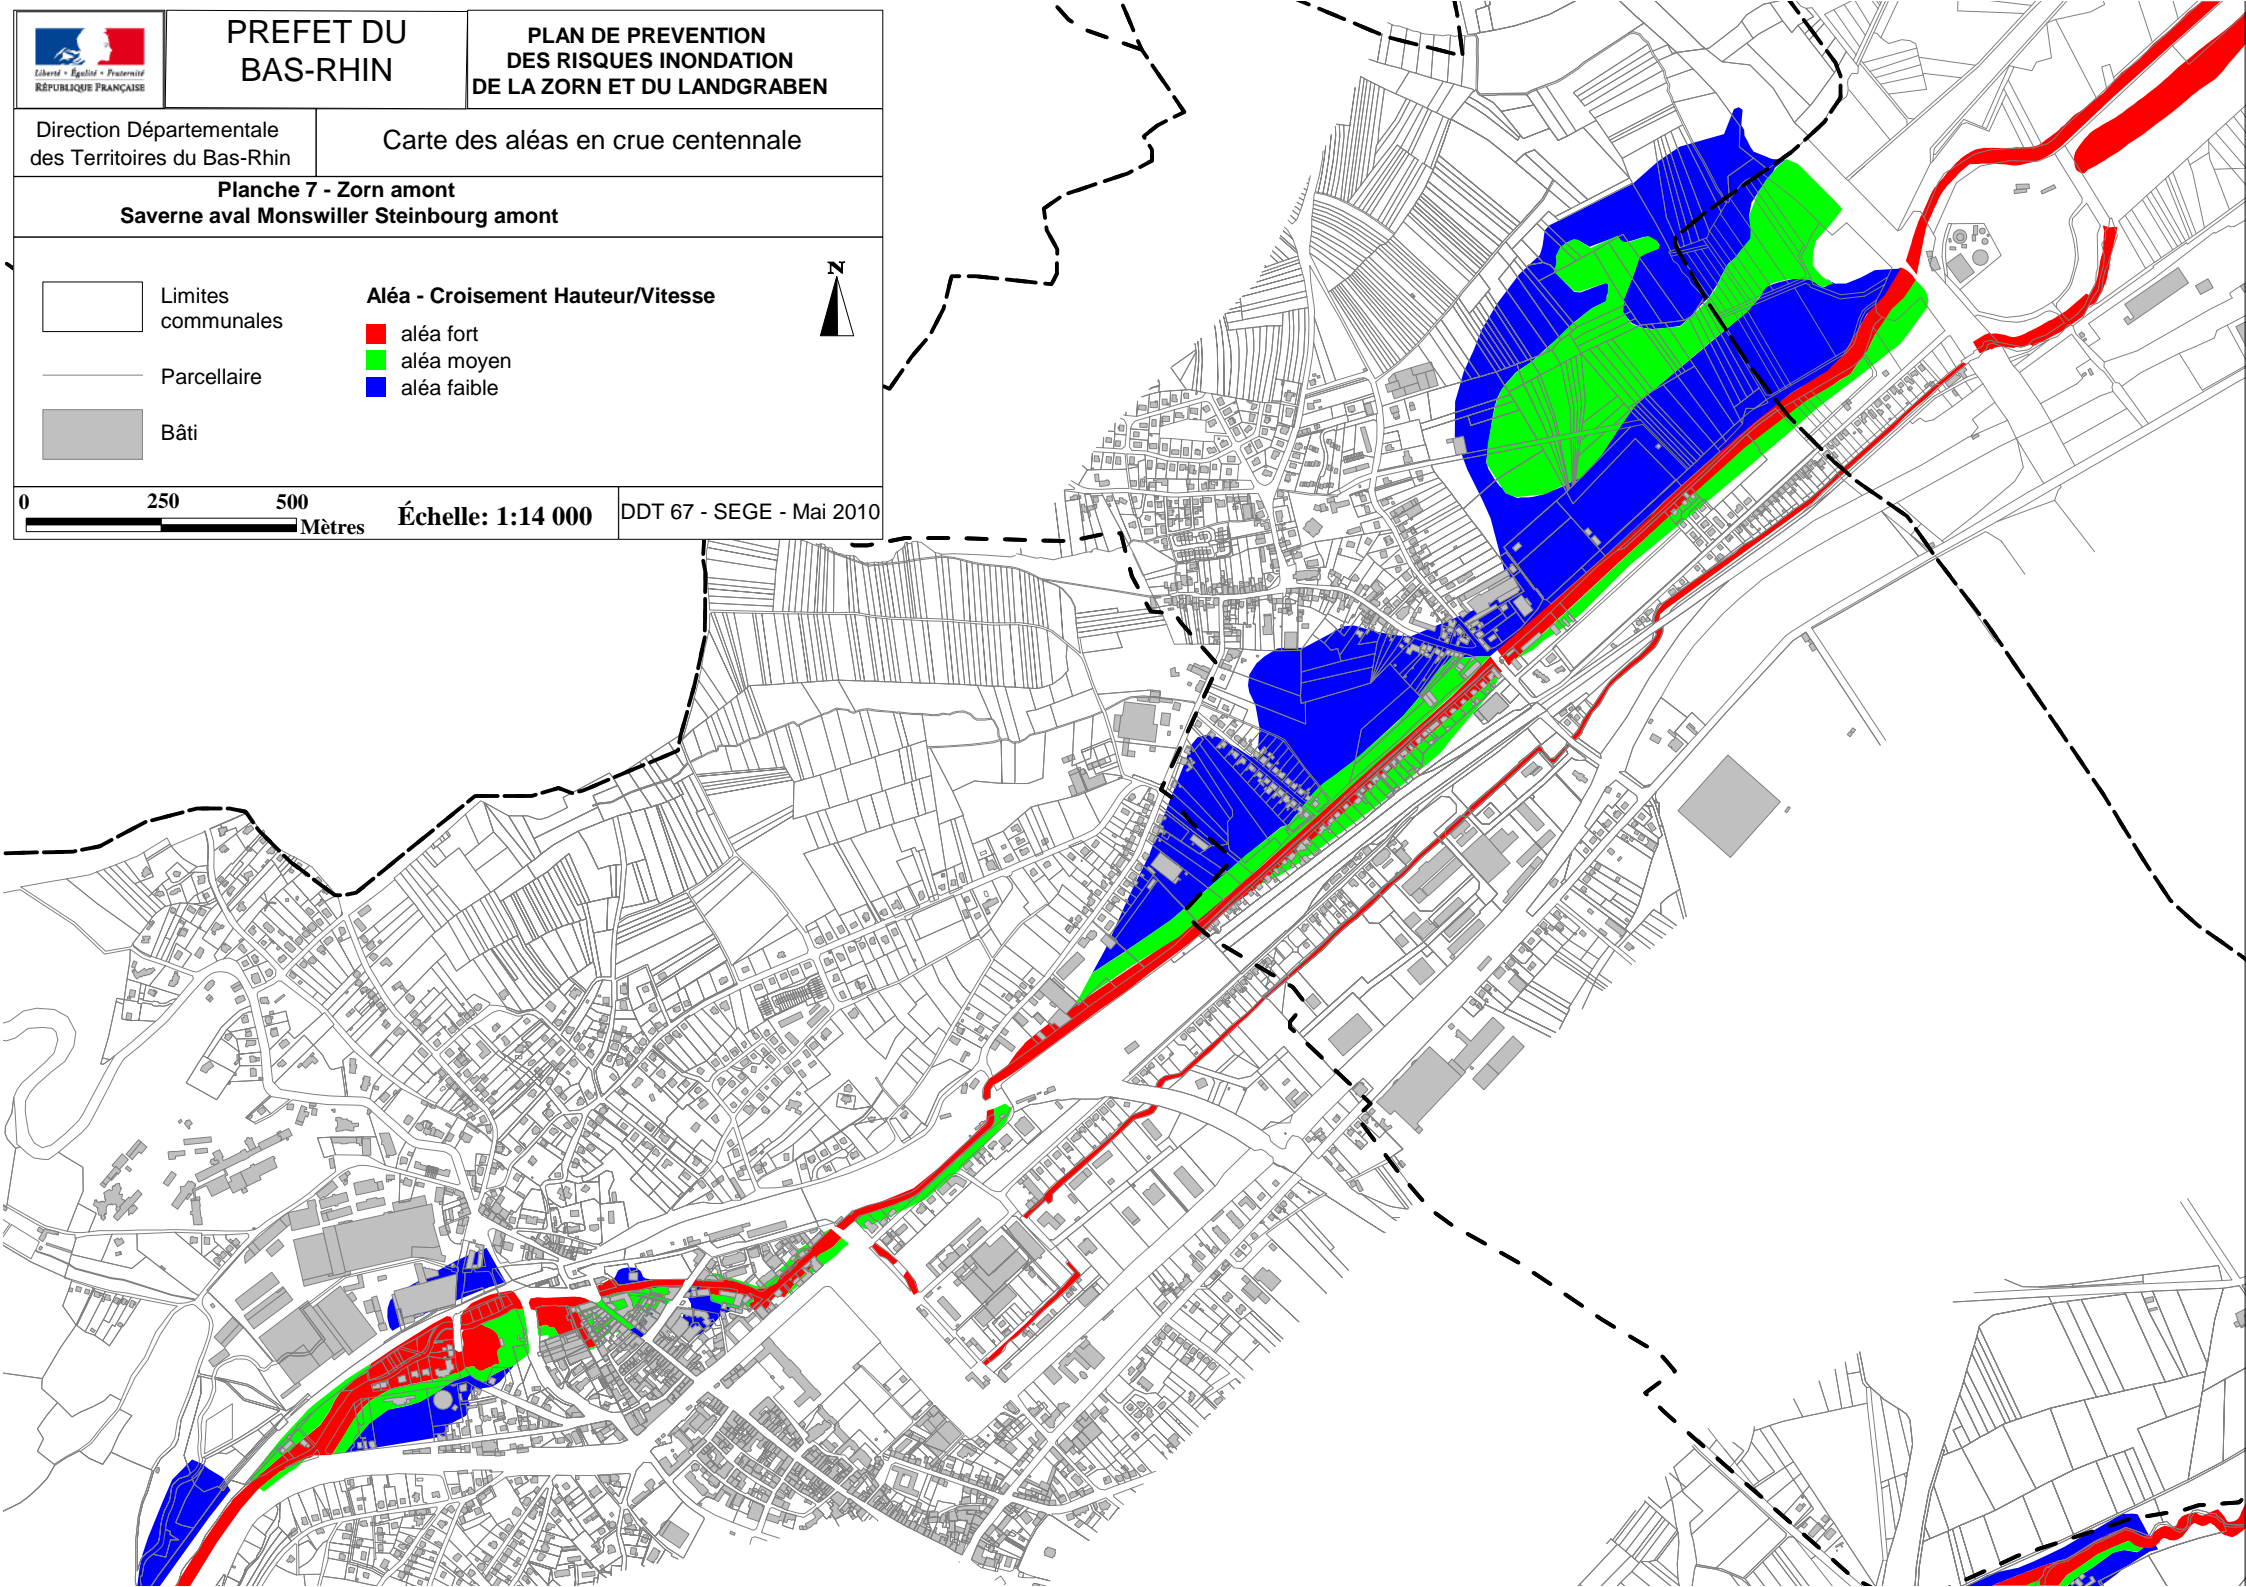 Liberté • Égalité • Fraternité
RÉPUBLIQUE FRANÇAISE
PREFET DU
BAS-RHIN
PLAN DE PREVENTION
DES RISQUES INONDATION
DE LA ZORN ET DU LANDGRABEN
Direction Départementale
des Territoires du Bas-Rhin
Carte des aléas en crue centennale
Planche 7 - Zorn amont
Saverne aval Monswiller Steinbourg amont
Limites
communales
Parcellaire
Bâti
Aléa - Croisement Hauteur/Vitesse
aléa fort
aléa moyen
aléa faible
N
0 250 500
Mètres
Échelle: 1:14 000
DDT 67 - SEGE - Mai 2010